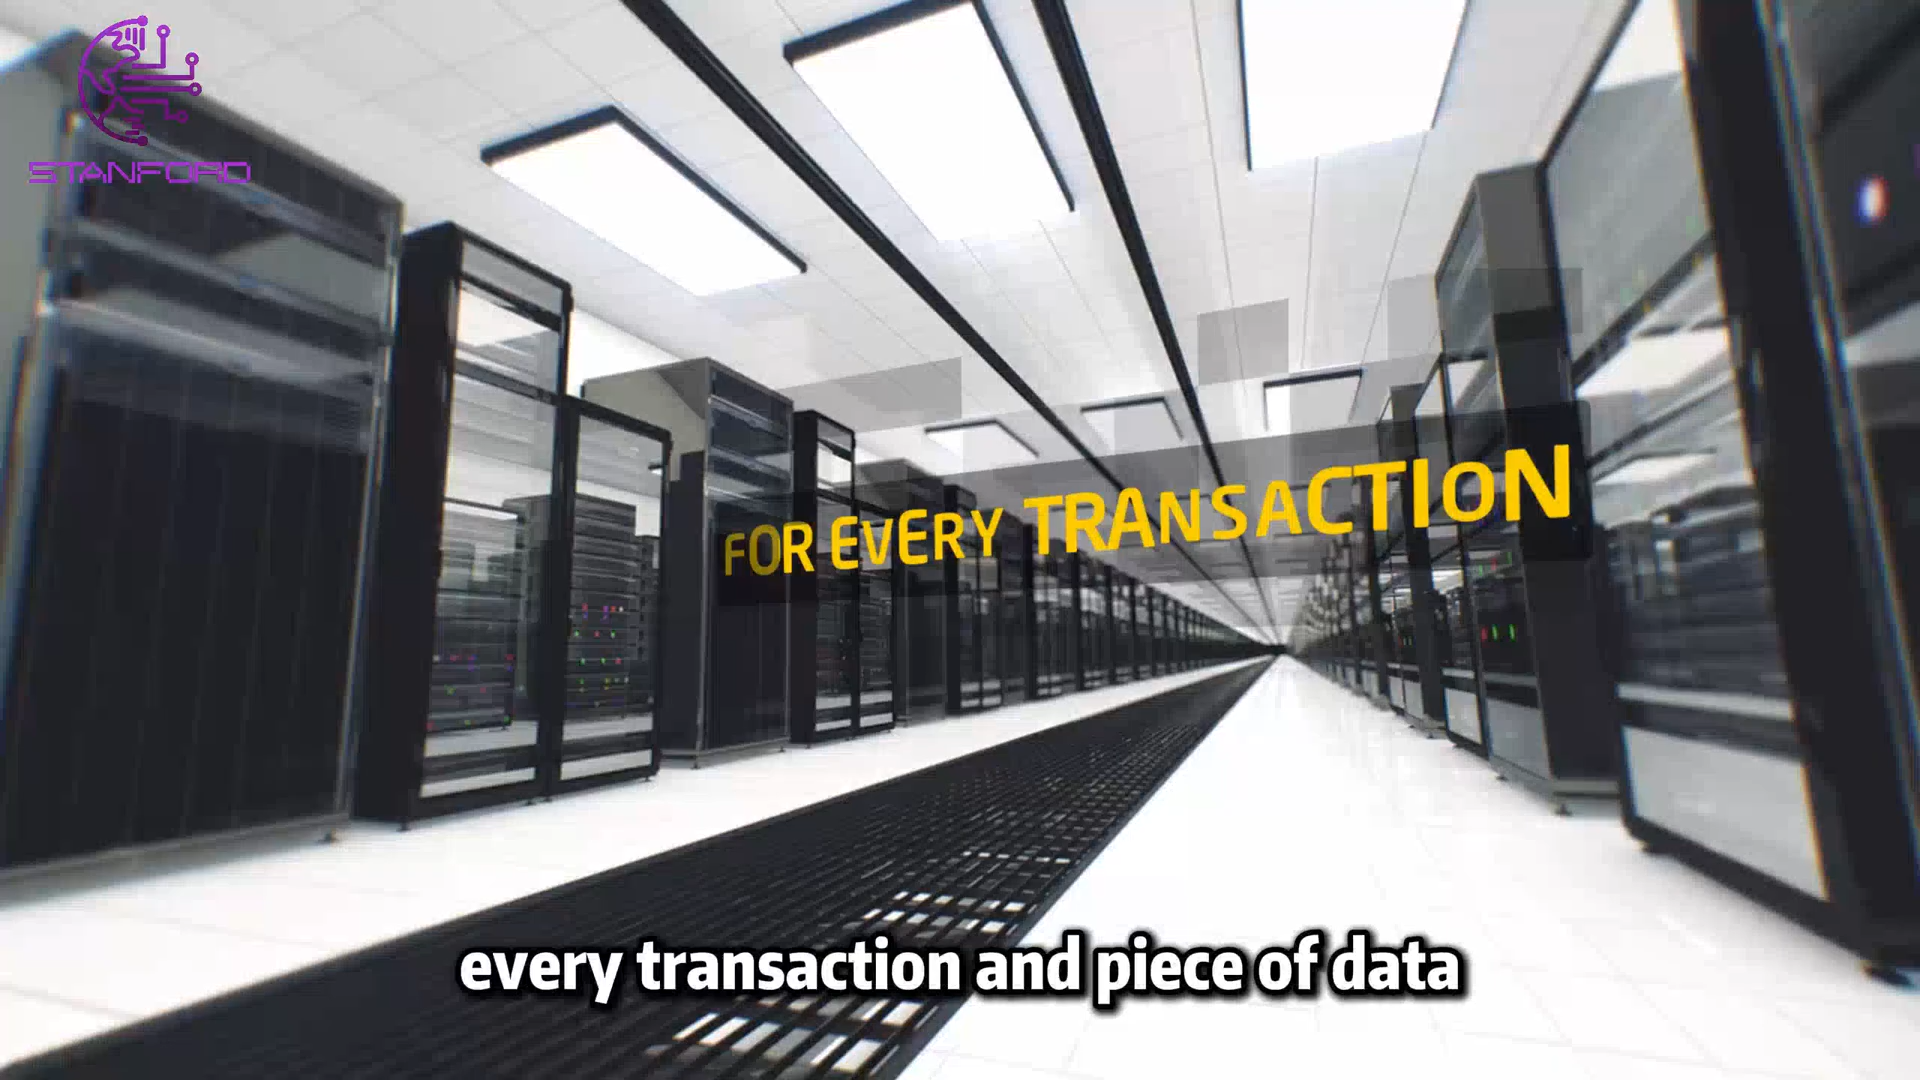 STANFORD
FOR EVERY TRANSACTION
every transaction and piece of data